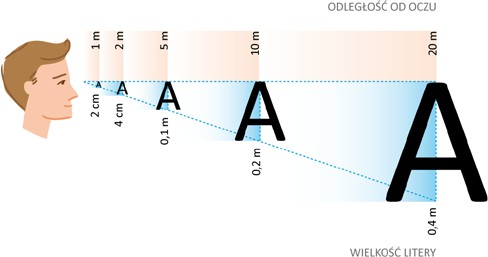 ODLEGŁOŚĆ OD OCZU
1 m
2 m
5 m
10 m
20 m
A
A
A
A
A
2 cm
4 cm
0,1 m
0,2 m
0,4 m
WIELKOŚĆ LITERY